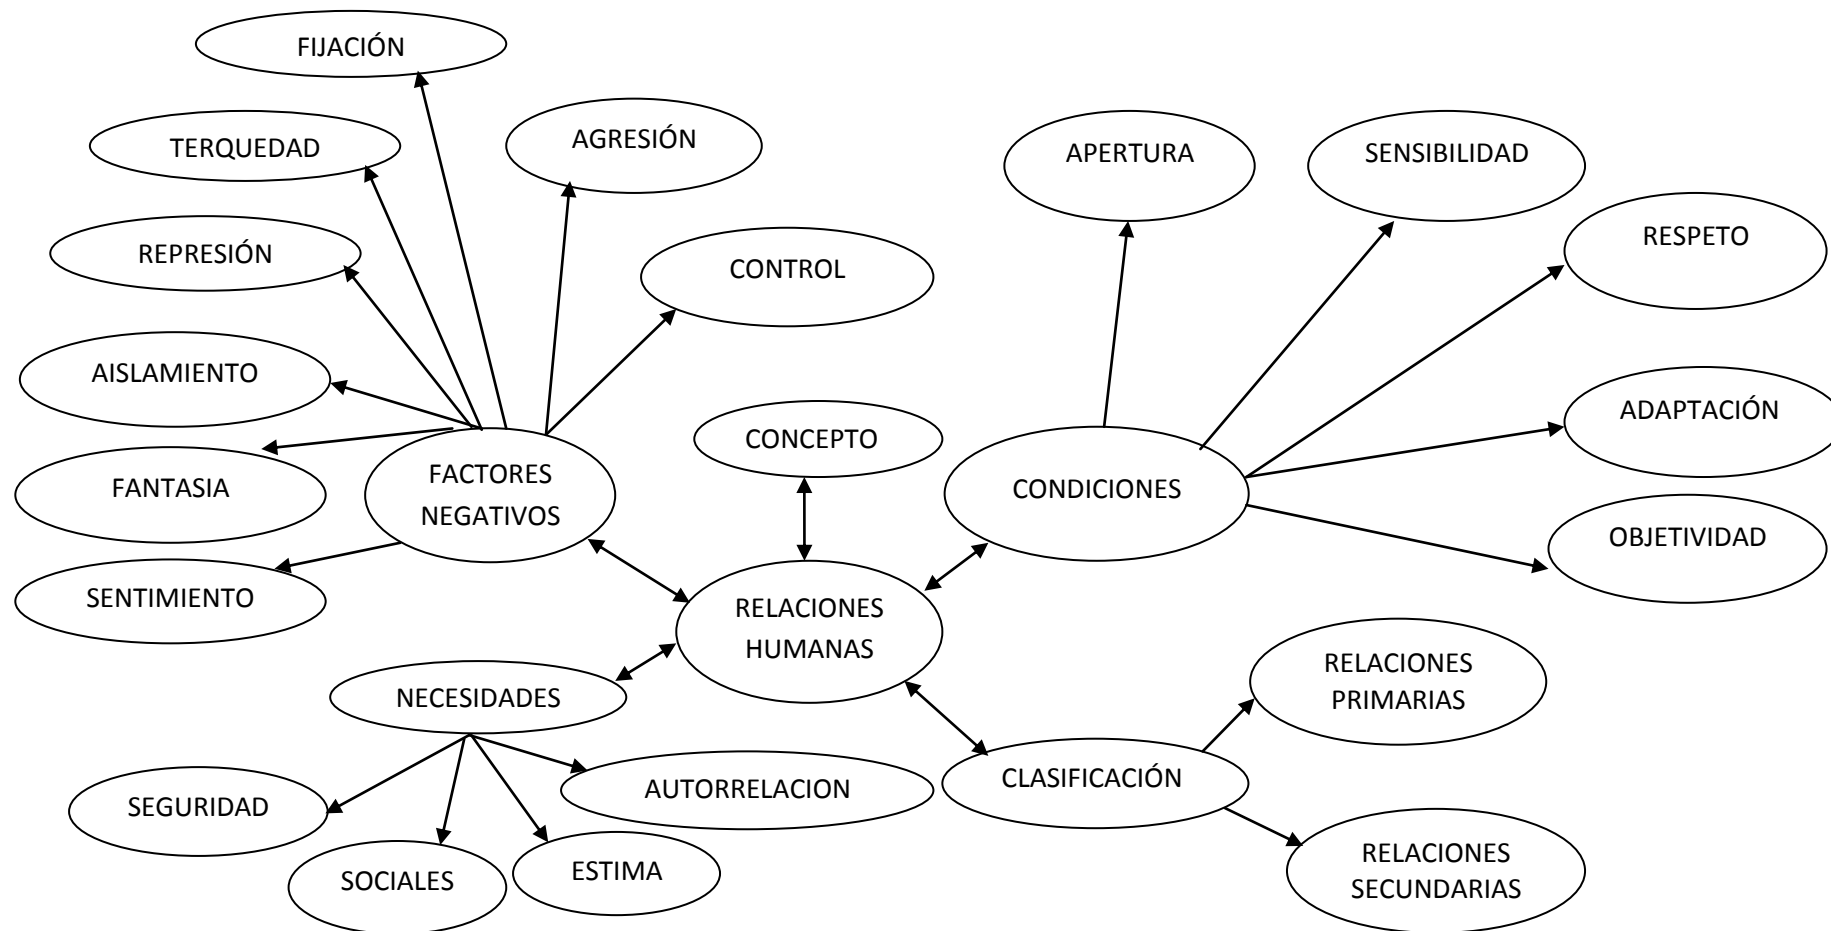 FIJACIÓN
TERQUEDAD
AGRESIÓN
APERTURA
SENSIBILIDAD
REPRESIÓN
CONTROL
RESPETO
AISLAMIENTO
CONCEPTO
ADAPTACIÓN
FANTASIA
FACTORES
NEGATIVOS
CONDICIONES
OBJETIVIDAD
SENTIMIENTO
RELACIONES
HUMANAS
NECESIDADES
RELACIONES
PRIMARIAS
SEGURIDAD
AUTORRELACION
CLASIFICACIÓN
SOCIALES
ESTIMA
RELACIONES
SECUNDARIAS